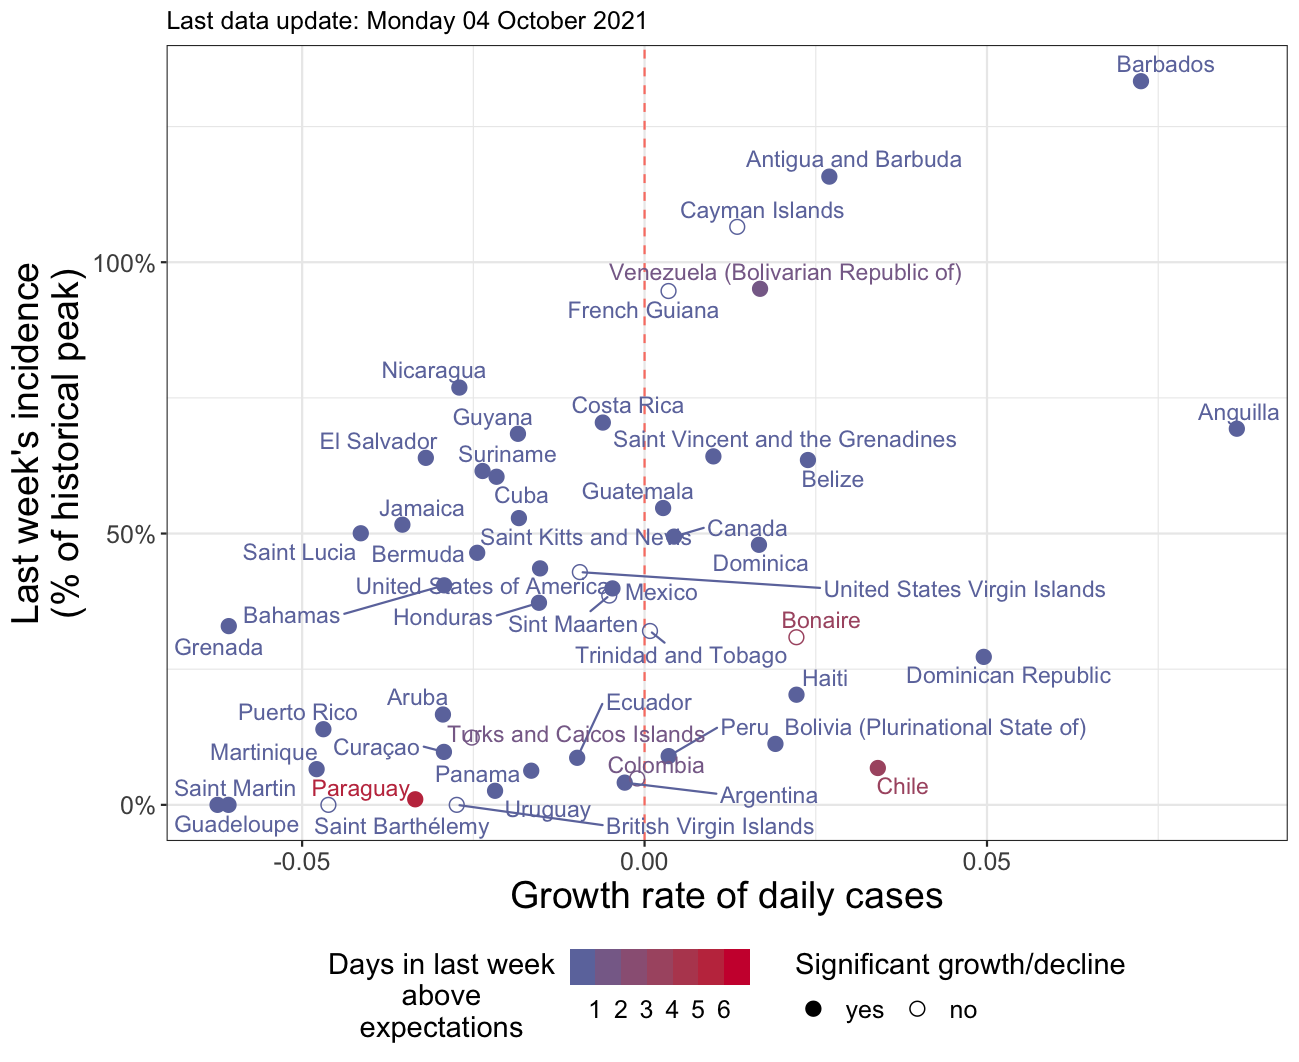 Last data update: Monday 04 October 2021
Barbados
Antigua and Barbuda
Cayman Islands
100%
Venezuela (Bolivarian Republic of)
French Guiana
Nicaragua
Costa Rica
Anguilla
Guyana
El Salvador
Saint Vincent and the Grenadines
Suriname
Belize
Guatemala
Cuba
Jamaica
Canada
50%
Saint Kitts and Nevis
Saint Lucia
Bermuda
Dominica
United States of America
United States Virgin Islands
Mexico
Bahamas
Honduras
Sint Maarten
Bonaire
Grenada
Trinidad and Tobago
Dominican Republic
Haiti
Aruba
Ecuador
Puerto Rico
Peru
Bolivia (Plurinational State of)
Turks and Caicos Islands
Curaçao
Martinique
Colombia
Panama
Saint Martin
Paraguay
Chile
Argentina
0%
Uruguay
Guadeloupe
Saint Barthélemy
British Virgin Islands
Last week's incidence
(% of historical peak)
-0.05
0.00
0.05
Growth rate of daily cases
Days in last week
above
expectations
1 2 3 4 5 6
Significant growth/decline
yes
no